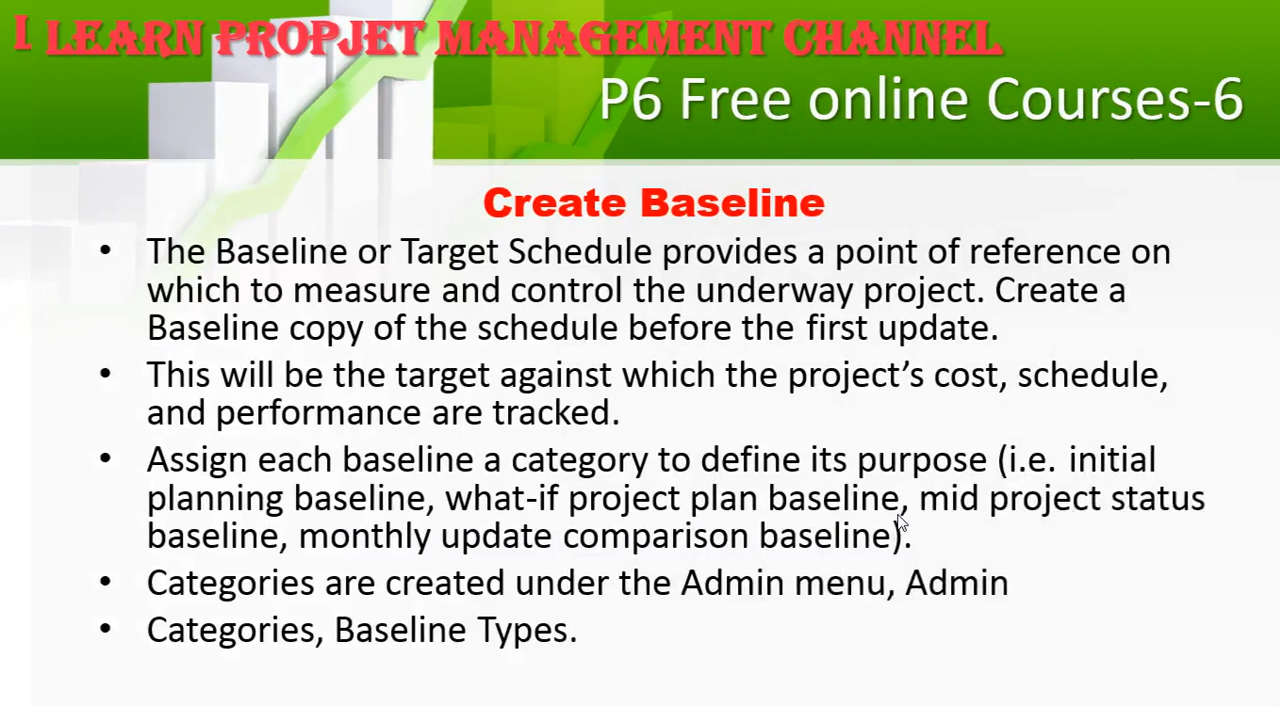 L LEARN PROPJET MANAGEMENT CHANNEL
P6 Free online Courses-6
Create Baseline
• The Baseline or Target Schedule provides a point of reference on
which to measure and control the underway project. Create a
Baseline copy of the schedule before the first update.
• This will be the target against which the project's cost, schedule,
and performance are tracked.
• Assign each baseline a category to define its purpose (i.e. initial
planning baseline, what-if project plan baseline, mid project status
baseline, monthly update comparison baseline).
• Categories are created under the Admin menu, Admin
• Categories, Baseline Types.